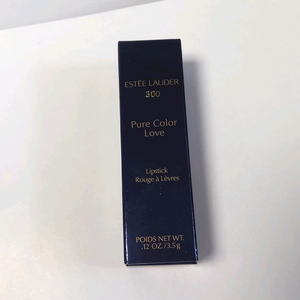 ESTĒE LAUDER
300
Pure Color
Love
Lipstick
Rouge à Lèvres
POIDS NET WT.
.12 OZ./3.5g